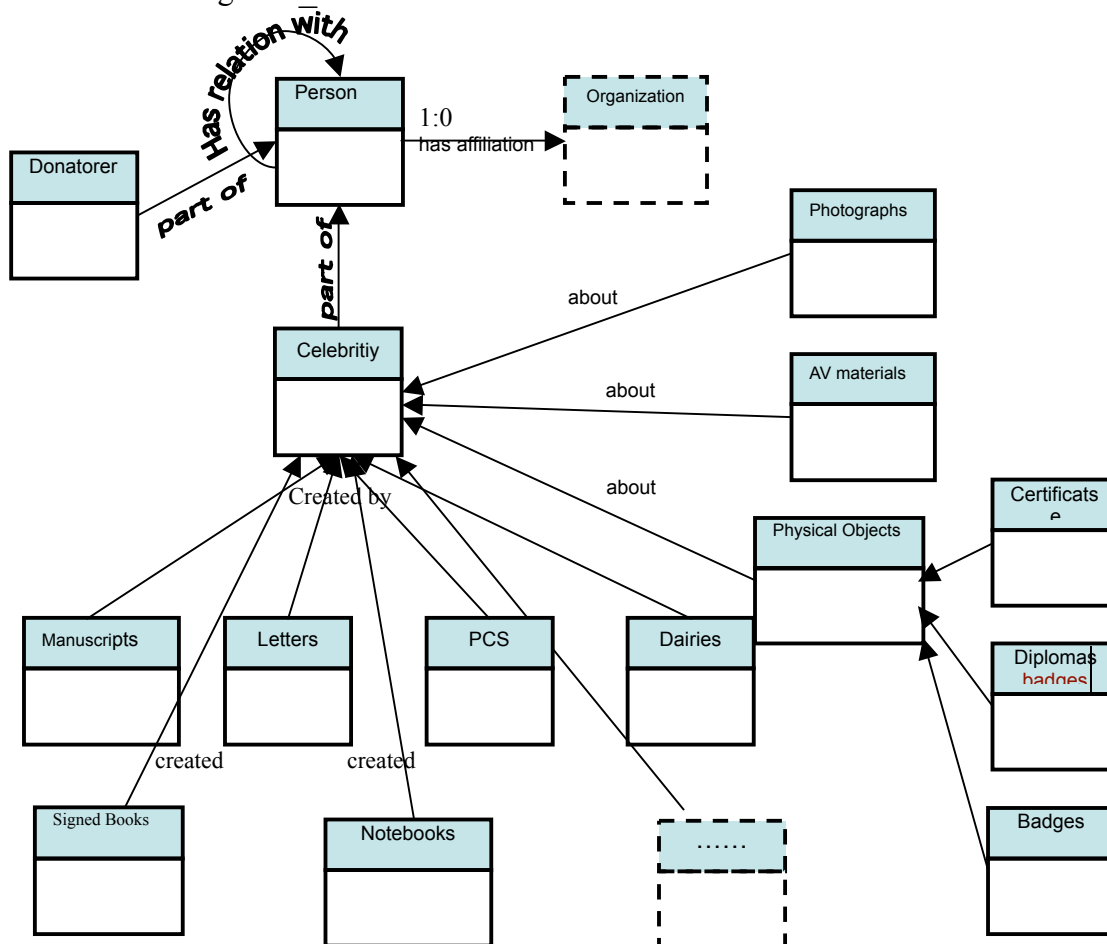 Has relation with
Person
Organization
1:0
has affiliation
Donatorer
part of
Photographs
part of
about
Celebritiy
AV materials
about
about
Certificats
e
Created by
Physical Objects
Manuscripts
Letters
PCS
Dairies
Diplomas
badges
created
created
Signed Books
Notebooks
......
Badges